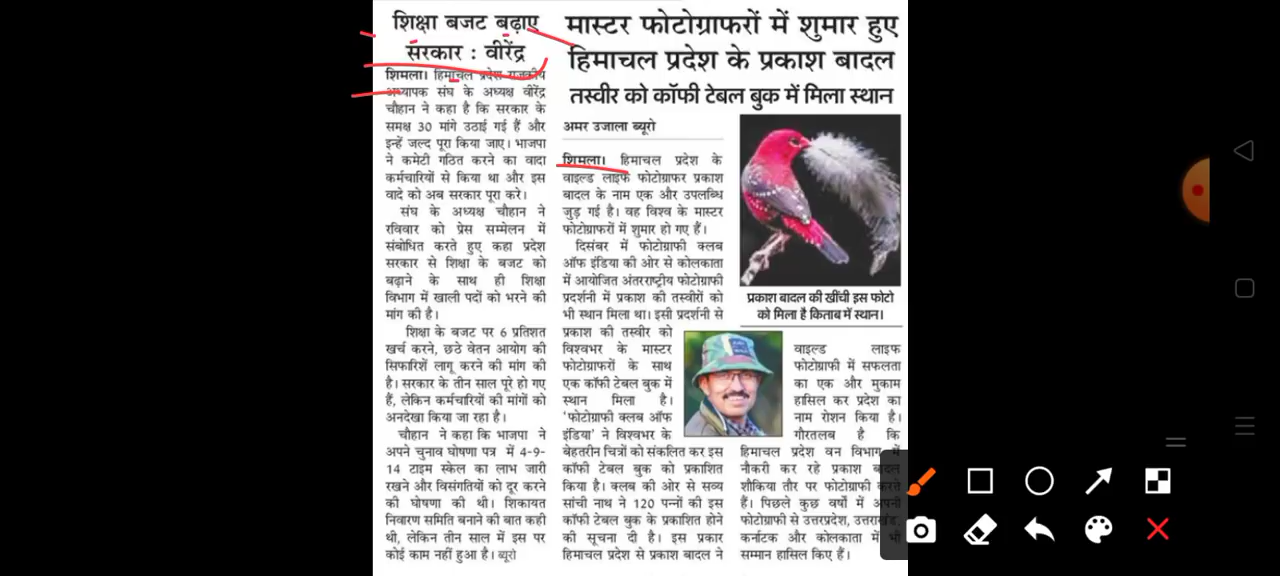 शिक्षा बजट बढ़ाए
सरकार : वीरेंद्र
शिमला। हिमाचल प्रदेश राजकीय
अध्यापक संघ के अध्यक्ष वीरेंद्र
चौहान ने कहा है कि सरकार के
समक्ष 30 मांगे उठाई गई हैं और
इन्हें जल्द पूरा किया जाए। भाजपा
ने कमेटी गठित करने का वादा
कर्मचारियों से किया था और इस
वादे को अब सरकार पूरा करे।
संघ के अध्यक्ष चौहान ने
रविवार को प्रेस सम्मेलन में
संबोधित करते हुए कहा प्रदेश
सरकार से शिक्षा के बजट को
बढ़ाने के साथ ही शिक्षा
विभाग में खाली पदों को भरने की
मांग की है।
शिक्षा के बजट पर 6 प्रतिशत
खर्च करने, छठे वेतन आयोग की
सिफारिशें लागू करने की मांग की
है। सरकार के तीन साल पूरे हो गए
हैं, लेकिन कर्मचारियों की मांगों को
अनदेखा किया जा रहा है।
चौहान ने कहा कि भाजपा ने
अपने चुनाव घोषणा पत्र में 4-9-
14 टाइम स्केल का लाभ जारी
रखने और विसंगतियों को दूर करने
की घोषणा की थी। शिकायत
निवारण समिति बनाने की बात कही
थी, लेकिन तीन साल में इस पर
कोई काम नहीं हुआ है। ब्यूरो
मास्टर फोटोग्राफरों में शुमार हुए
हिमाचल प्रदेश के प्रकाश बादल
तस्वीर को कॉफी टेबल बुक में मिला स्थान
अमर उजाला ब्यूरो
शिमला। हिमाचल प्रदेश के
वाइल्ड लाइफ फोटोग्राफर प्रकाश
बादल के नाम एक और उपलब्धि
जुड़ गई है। वह विश्व के मास्टर
फोटोग्राफरों में शुमार हो गए हैं।
दिसंबर में फोटोग्राफी क्लब
ऑफ इंडिया की ओर से कोलकाता
में आयोजित अंतरराष्ट्रीय फोटोग्राफी
प्रदर्शनी में प्रकाश की तस्वीरों को
भी स्थान मिला था। इसी प्रदर्शनी से
प्रकाश की तस्वीर को
विश्वभर के मास्टर
फोटोग्राफरों के साथ
एक कॉफी टेबल बुक में
स्थान मिला है।
'फोटोग्राफी क्लब ऑफ
इंडिया' ने विश्वभर के
बेहतरीन चित्रों को संकलित कर इस
कॉफी टेबल बुक को प्रकाशित
किया है। क्लब की ओर से सव्य
सांची नाथ ने 120 पन्नों की इस
कॉफी टेबल बुक के प्रकाशित होने
की सूचना दी है। इस प्रकार
हिमाचल प्रदेश से प्रकाश बादल ने
प्रकाश बादल की खींची इस फोटो
को मिला है किताब में स्थान।
वाइल्ड लाइफ
फोटोग्राफी में सफलता
का एक और मुकाम
हासिल कर प्रदेश का
नाम रोशन किया है।
गौरतलब है कि
हिमाचल प्रदेश वन विभाग में
नौकरी कर रहे प्रकाश बादल
शौकिया तौर पर फोटोग्राफी करते
हैं। पिछले कुछ वर्षों में अपनी
फोटोग्राफी से उत्तरप्रदेश, उत्तराखंड,
कर्नाटक और कोलकाता में भी
सम्मान हासिल किए हैं।